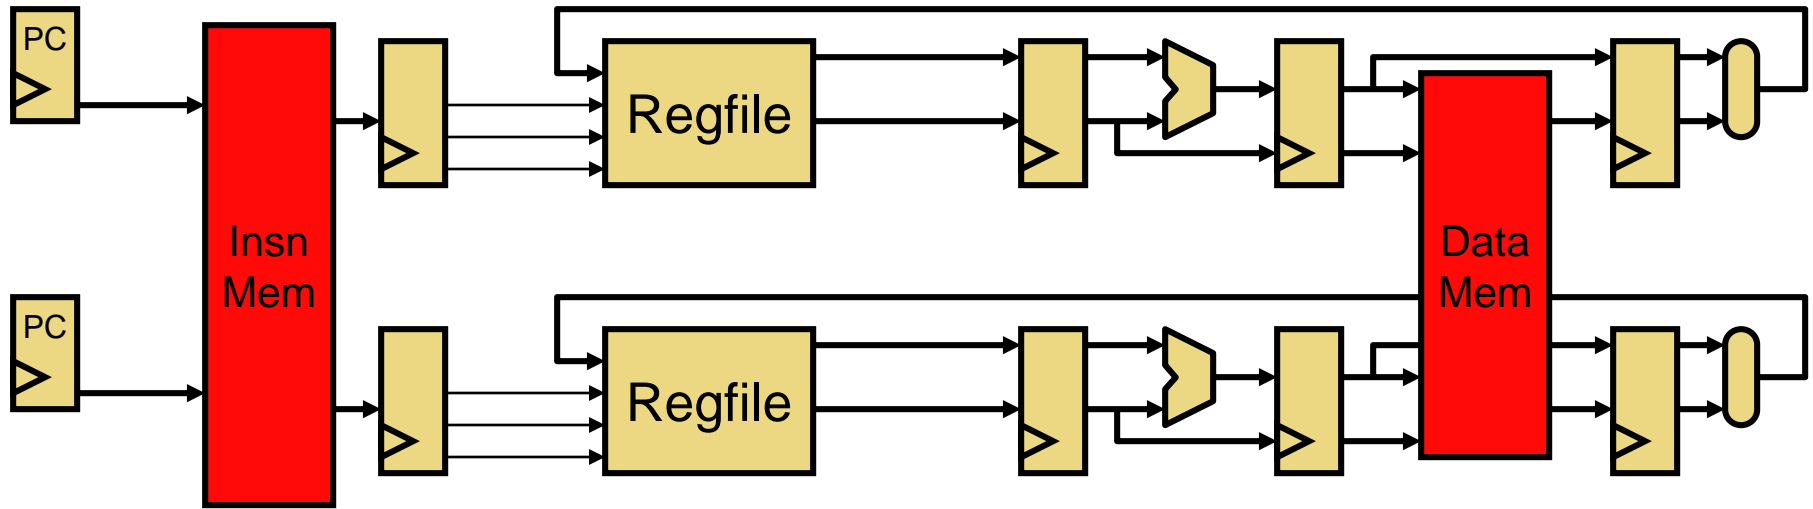 PC
Regfile
Insn
Mem
Data
Mem
PC
Regfile